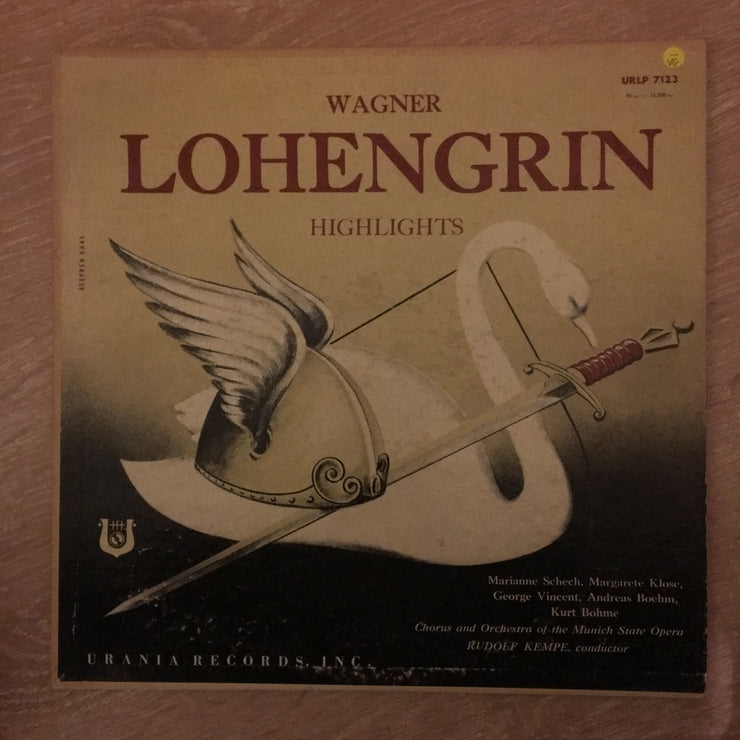 URLP 7123
WAGNER
LOHENGRIN
HIGHLIGHTS
Marianne Schech, Margarete Klose,
George Vincent, Andreas Boehm,
Kurt Bohme
Chorus and Orchestra of the Munich State Opera
RUDOLF KEMPE, conductor
URANIA RECORDS, INC.